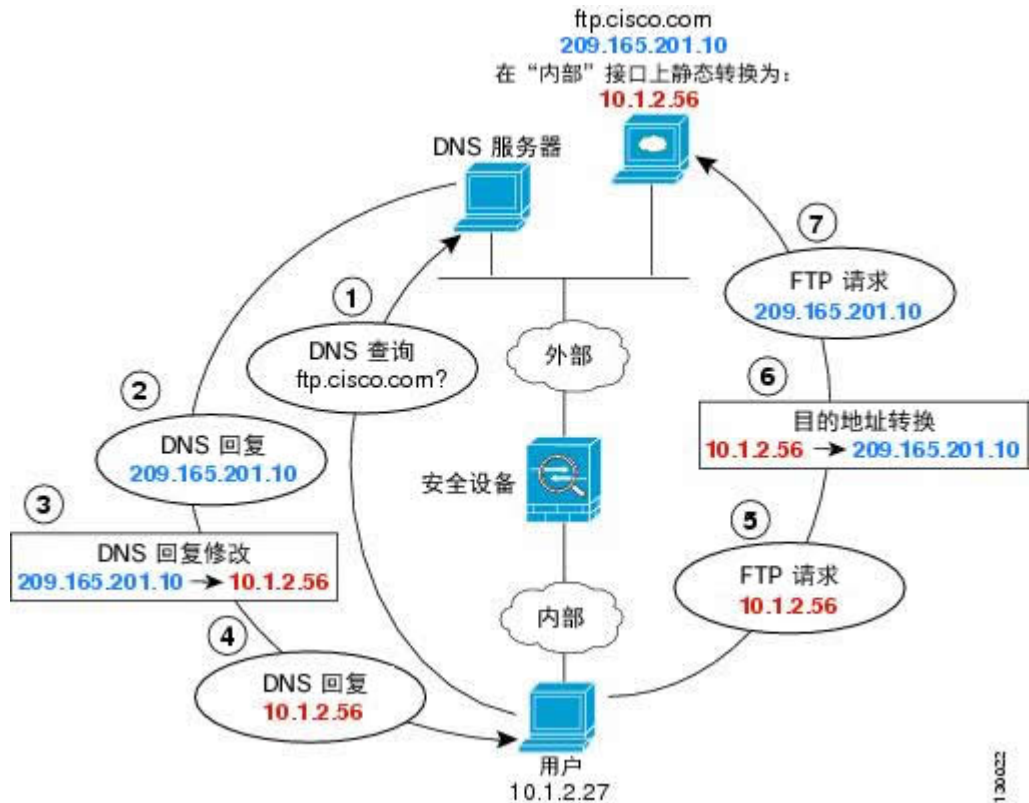 ftp.cisco.com
209.165.201.10
在“内部”接口上静态转换为:
10.1.2.56
DNS 服务器
7
FTP 请求
209.165.201.10
1
DNS 查询
ftp.cisco.com?
外部
6
目的地址转换
10.1.2.56 → 209.165.201.10
2
DNS 回复
209.165.201.10
安全设备
3
DNS 回复修改
209.165.201.10 → 10.1.2.56
5
FTP 请求
10.1.2.56
内部
4
DNS 回复
10.1.2.56
用户
10.1.2.27
130022